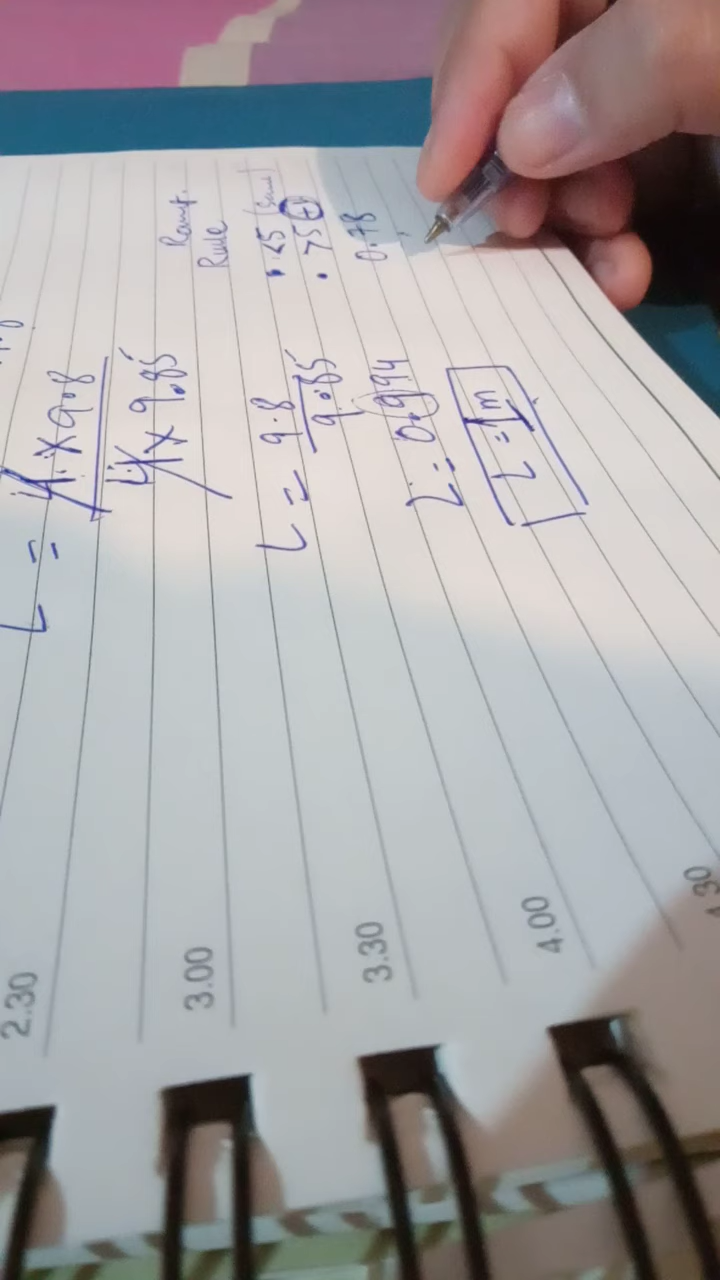 L = 4 × 9.8
4 × 9.85
L = 9.8
9.85
L = 0.994
L = 1m
Rule
.25
.75 +
0.78
2.30
3.00
3.30
4.00
4.30